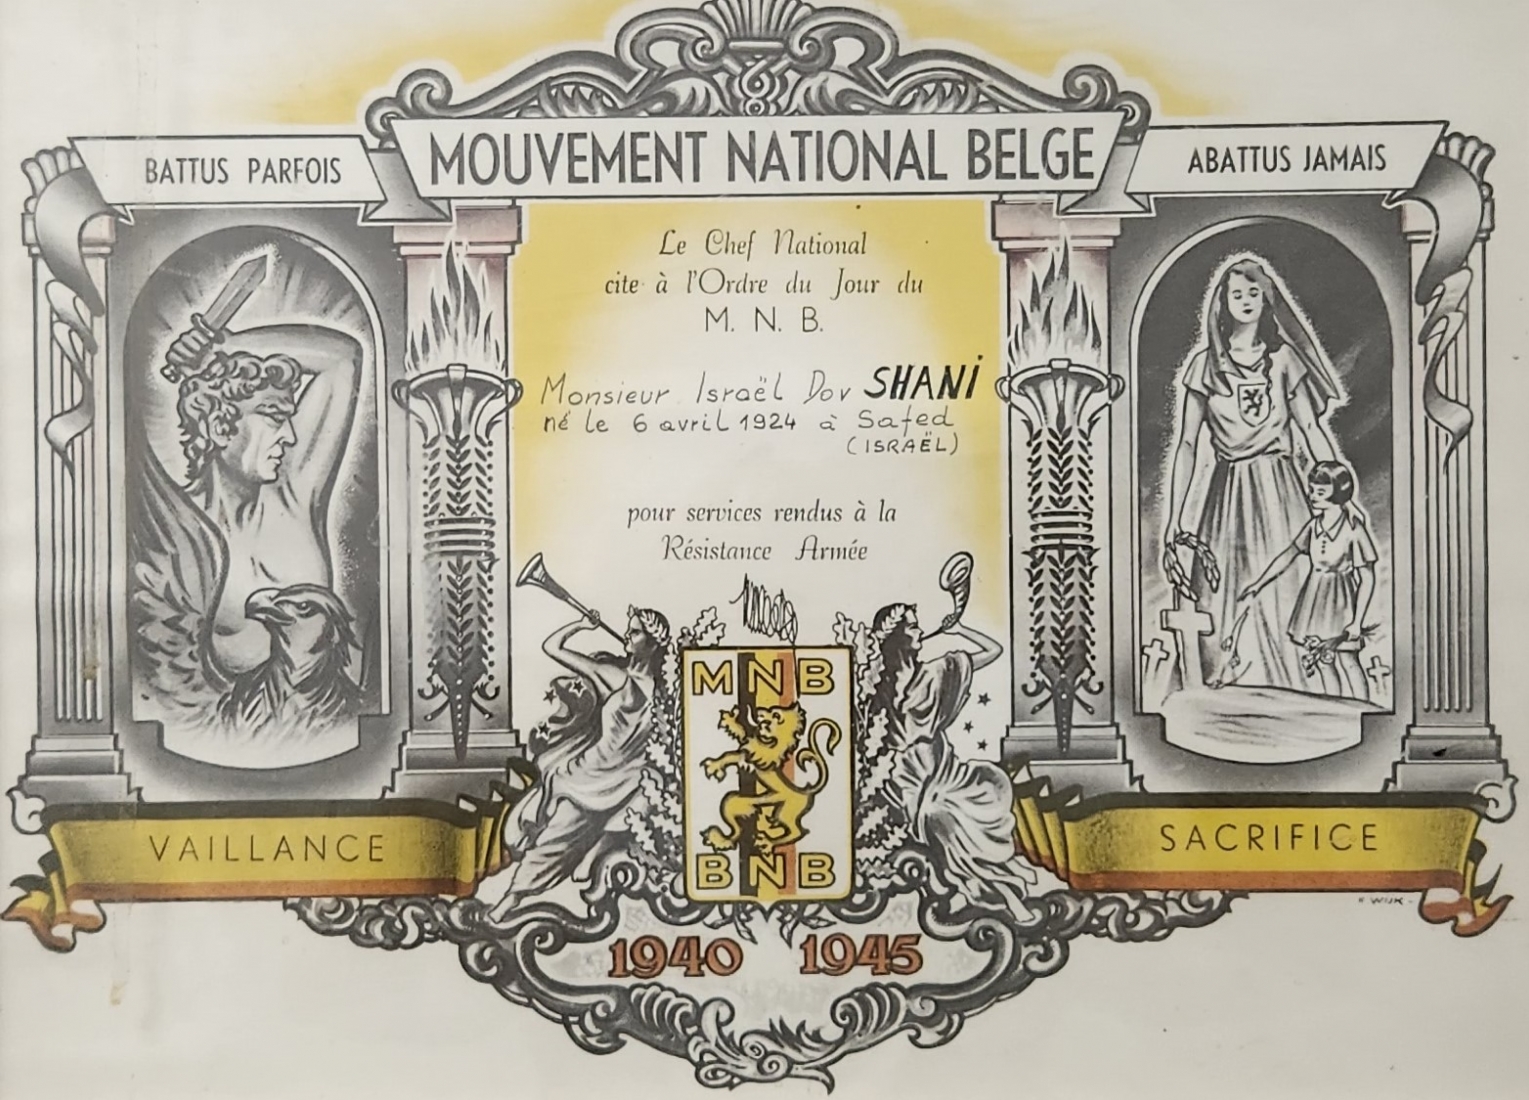 MOUVEMENT NATIONAL BELGE
BATTUS PARFOIS
ABATTUS JAMAIS
Le Chef National
cite à l'Ordre du Jour du
M. N. B.
Monsieur Israël Dov SHANI
né le 6 avril 1924 à Safed
(ISRAËL)
pour services rendus à la
Résistance Armée
MNB
BNB
VAILLANCE
SACRIFICE
WIJK
1940 1945